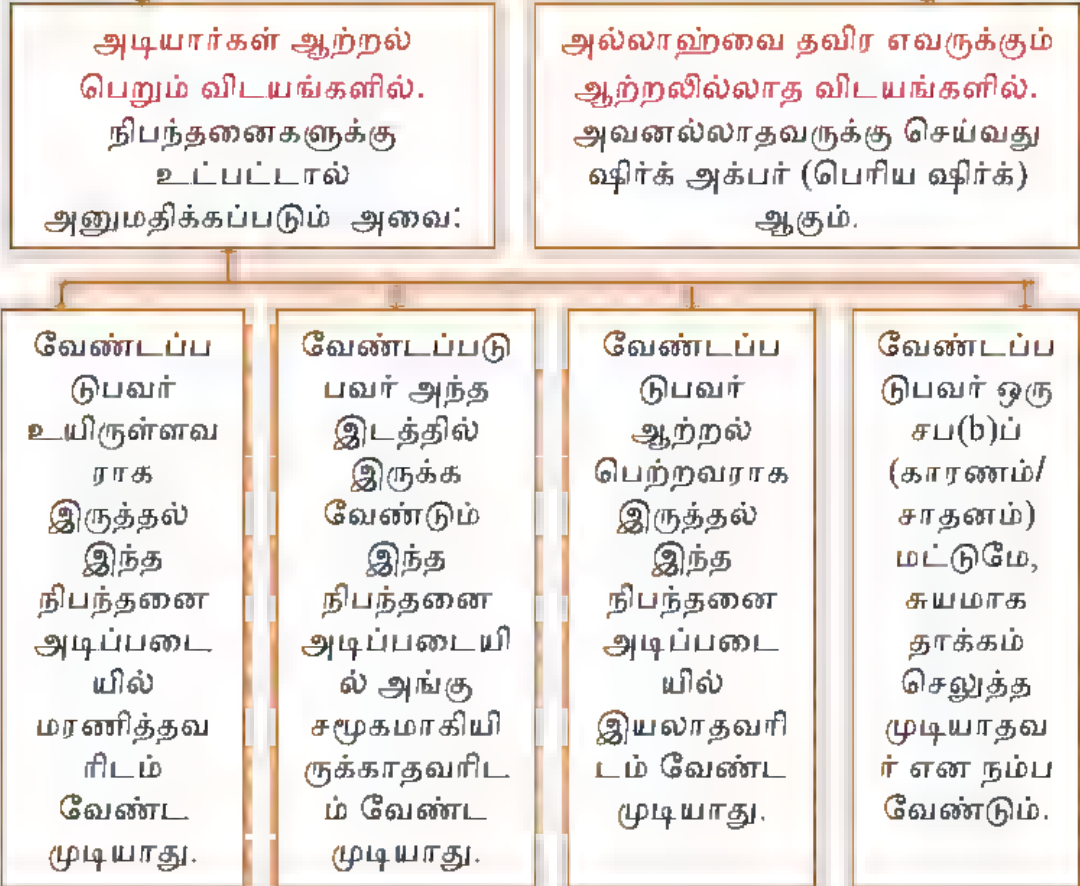 அடியார்கள் ஆற்றல்
பெறும் விடயங்களில்.
நிபந்தனைகளுக்கு
உட்பட்டால்
அனுமதிக்கப்படும் அவை:
அல்லாஹ்வை தவிர எவருக்கும்
ஆற்றலில்லாத விடயங்களில்.
அவனல்லாதவருக்கு செய்வது
ஷிர்க் அக்பர் (பெரிய ஷிர்க்)
ஆகும்.
வேண்டப்ப
டுபவர்
உயிருள்ளவ
ராக
இருத்தல்
இந்த
நிபந்தனை
அடிப்படை
யில்
மரணித்தவ
ரிடம்
வேண்ட
முடியாது.
வேண்டப்படு
பவர் அந்த
இடத்தில்
இருக்க
வேண்டும்
இந்த
நிபந்தனை
அடிப்படையி
ல் அங்கு
சமூகமாகியி
ருக்காதவரிட
ம் வேண்ட
முடியாது.
வேண்டப்ப
டுபவர்
ஆற்றல்
பெற்றவராக
இருத்தல்
இந்த
நிபந்தனை
அடிப்படை
யில்
இயலாதவரி
டம் வேண்ட
முடியாது.
வேண்டப்ப
டுபவர் ஒரு
சப(b)ப்
(காரணம்/
சாதனம்)
மட்டுமே,
சுயமாக
தாக்கம்
செலுத்த
முடியாதவ
ர் என நம்ப
வேண்டும்.